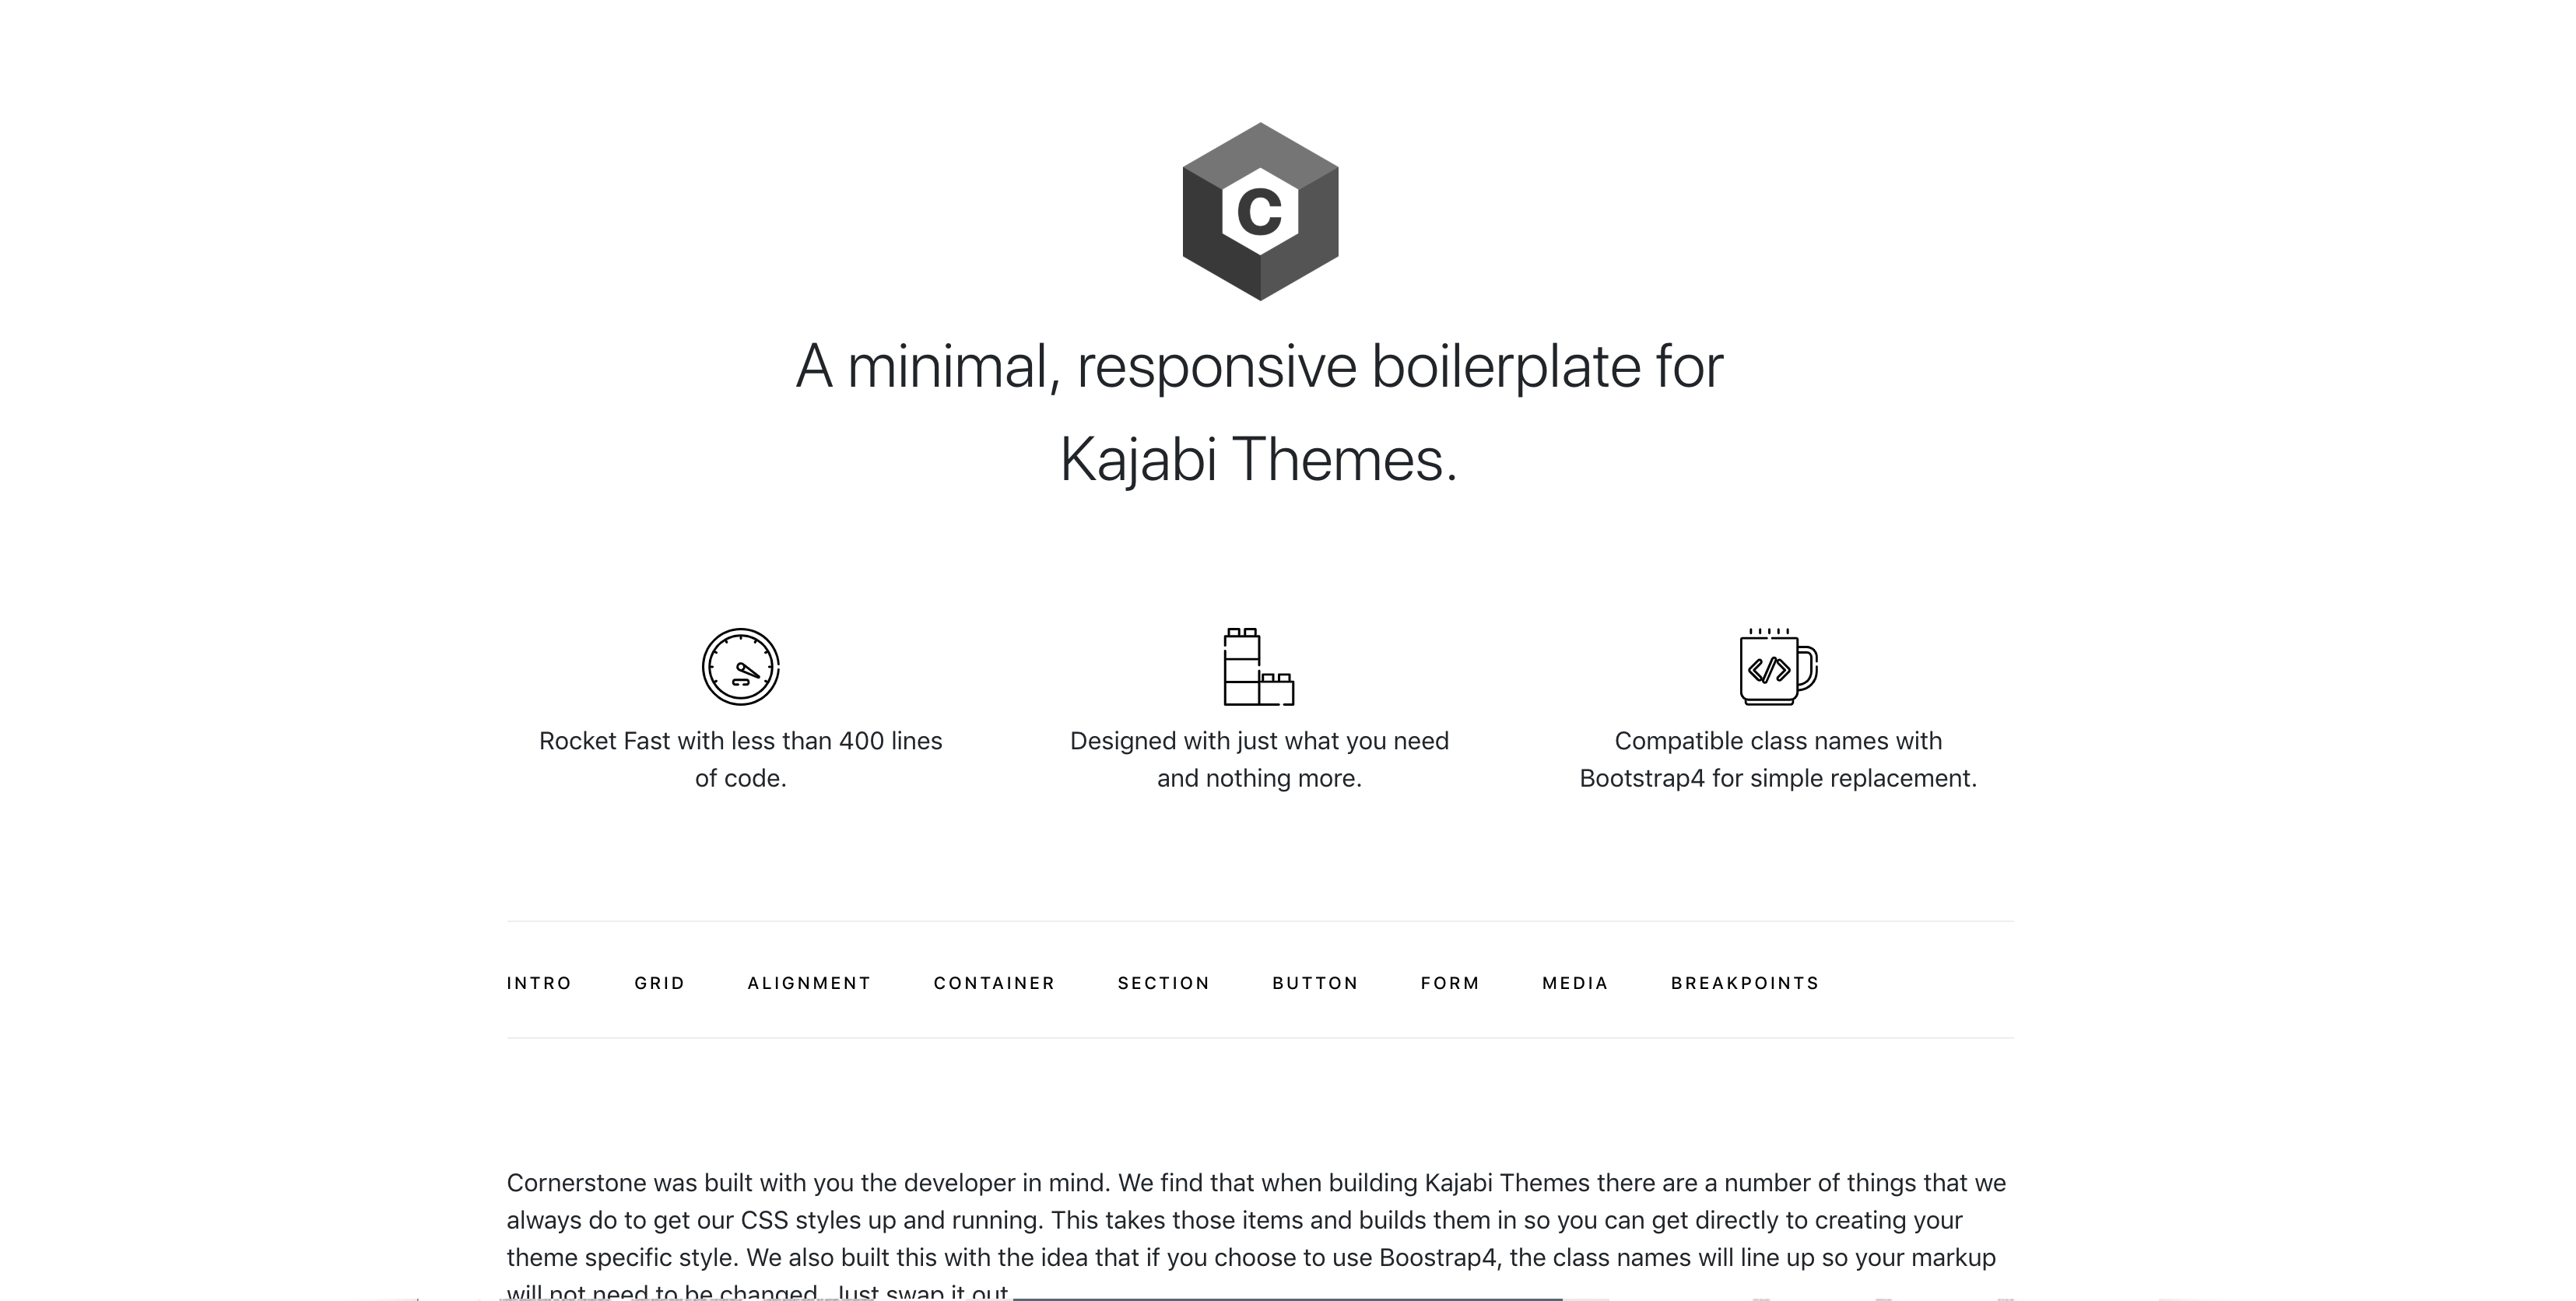 C
A minimal, responsive boilerplate for
Kajabi Themes.
</>
Rocket Fast with less than 400 lines
of code.
Designed with just what you need
and nothing more.
Compatible class names with
Bootstrap4 for simple replacement.
INTRO GRID ALIGNMENT CONTAINER SECTION BUTTON FORM MEDIA BREAKPOINTS
Cornerstone was built with you the developer in mind. We find that when building Kajabi Themes there are a number of things that we
always do to get our CSS styles up and running. This takes those items and builds them in so you can get directly to creating your
theme specific style. We also built this with the idea that if you choose to use Boostrap4, the class names will line up so your markup
will not need to be changed. Just swap it out